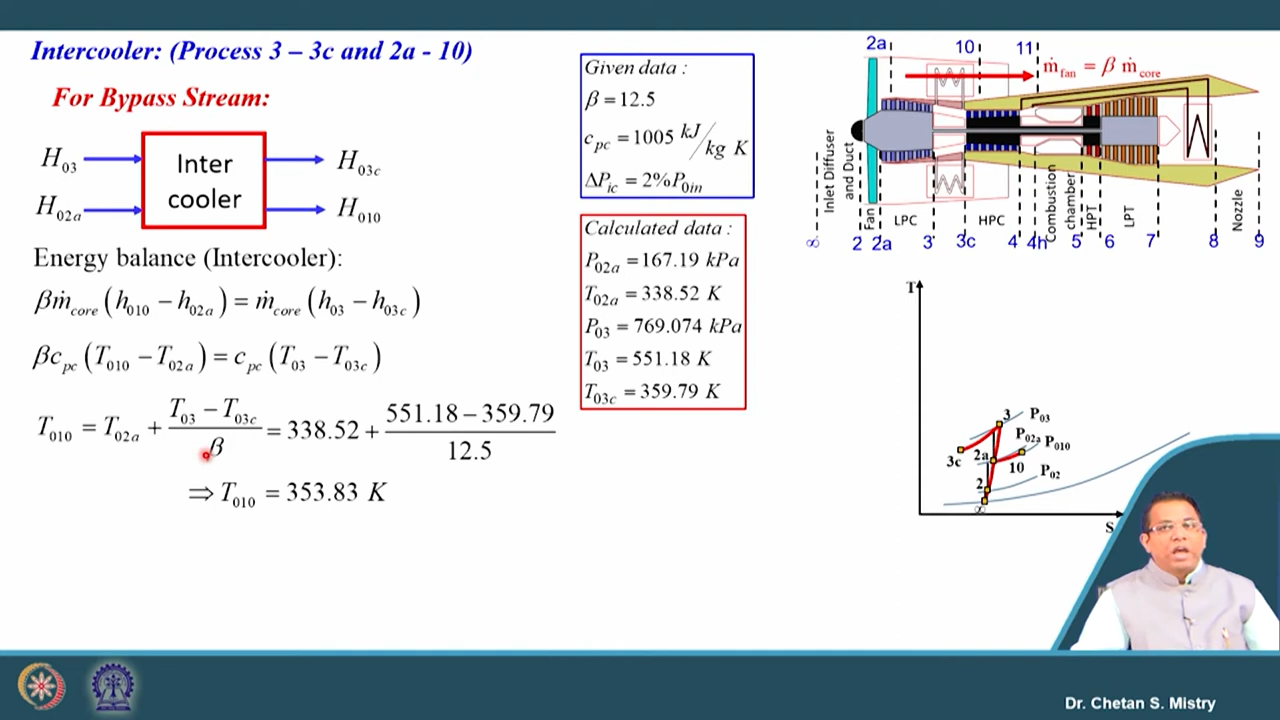 Intercooler: (Process 3 – 3c and 2a - 10)
For Bypass Stream:
H03
H02a
Inter
cooler
H03c
H010
Energy balance (Intercooler):
βṁcore (h010 − h02a) = ṁcore (h03 − h03c)
βcpc (T010 − T02a) = cpc (T03 − T03c)
T010 = T02a + (T03 − T03c)/β = 338.52 + (551.18 − 359.79)/12.5
⇒ T010 = 353.83 K
Given data :
β = 12.5
cpc = 1005 kJ/kg K
ΔPic = 2%P0in
Calculated data :
P02a = 167.19 kPa
T02a = 338.52 K
P03 = 769.074 kPa
T03 = 551.18 K
T03c = 359.79 K
2a 10 11
ṁfan = β ṁcore
Inlet Diffuser
and Duct
Fan
LPC
HPC
Combustion
chamber
HPT
LPT
Nozzle
∞ 2 2a 3 3c 4 4h 5 6 7 8 9
T
3 P03
P02a P010
3c 2a 10 P02
2
∞
S
Dr. Chetan S. Mistry